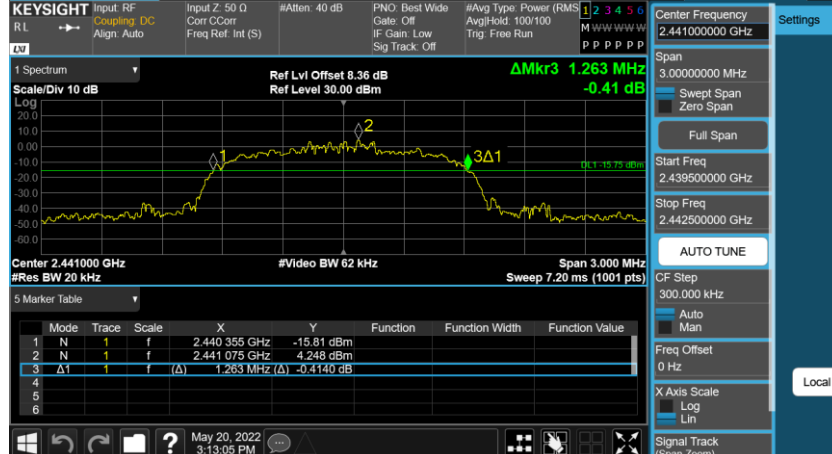 KEYSIGHT Input: RF Input Z: 50 Ω #Atten: 40 dB PNO: Best Wide #Avg Type: Power (RMS 1 2 3 4 5 6
RL Coupling: DC Corr CCorr Gate: Off Avg|Hold: 100/100 M W W W W W
Align: Auto Freq Ref: Int (S) IF Gain: Low Trig: Free Run
LXI Sig Track: Off P P P P P P
1 Spectrum
Scale/Div 10 dB
Ref Lvl Offset 8.36 dB
Ref Level 30.00 dBm
ΔMkr3 1.263 MHz
-0.41 dB
Log
20.0
10.0
0.00
-10.0
-20.0
-30.0
-40.0
-50.0
-60.0
1
2
3Δ1
DL1 -15.75 dBm
Center 2.441000 GHz #Video BW 62 kHz Span 3.000 MHz
#Res BW 20 kHz Sweep 7.20 ms (1001 pts)
5 Marker Table
Mode Trace Scale X Y Function Function Width Function Value
1 N 1 f 2.440 355 GHz -15.81 dBm
2 N 1 f 2.441 075 GHz 4.248 dBm
3 Δ1 1 f (Δ) 1.263 MHz (Δ) -0.4140 dB
4
5
6
? May 20, 2022
3:13:05 PM
Center Frequency
2.441000000 GHz
Settings
Span
3.00000000 MHz
Swept Span
Zero Span
Full Span
Start Freq
2.439500000 GHz
Stop Freq
2.442500000 GHz
AUTO TUNE
CF Step
300.000 kHz
Auto
Man
Freq Offset
0 Hz
Local
X Axis Scale
Log
Lin
Signal Track
(Span Zoom)